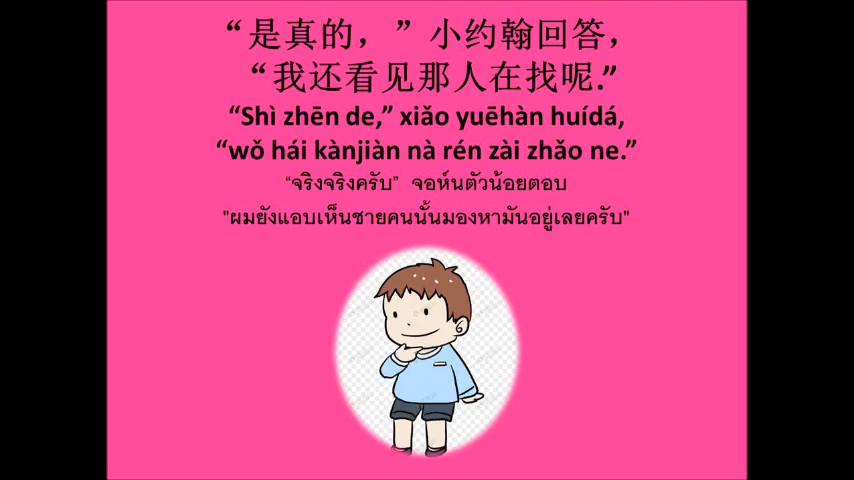 “是真的，”小约翰回答，
“我还看见那人在找呢.”
“Shì zhēn de,” xiǎo yuēhàn huídá,
“wǒ hái kànjiàn nà rén zài zhǎo ne.”
“จริงจริงครับ” จอห์นตัวน้อยตอบ
"ผมยังแอบเห็นชายคนนั้นมองหามันอยู่เลยครับ"